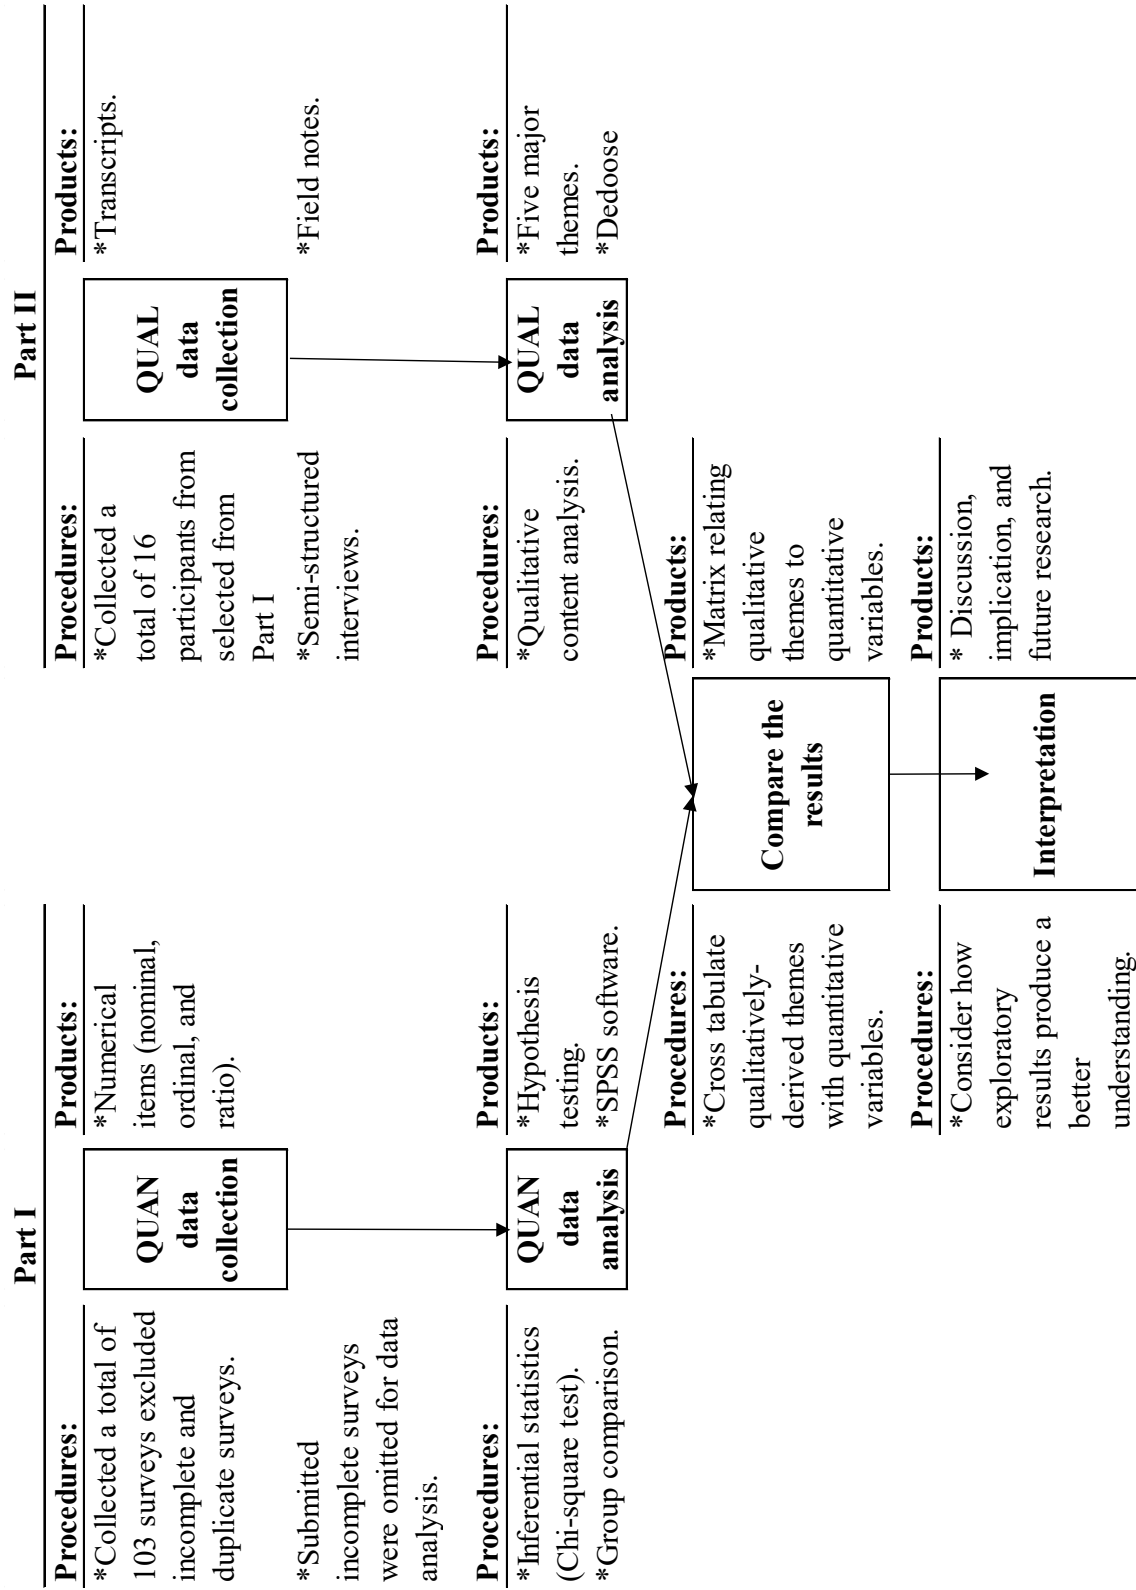 Part I
Part II
Procedures:
*Collected a total of
103 surveys excluded
incomplete and
duplicate surveys.
*Submitted
incomplete surveys
were omitted for data
analysis.
QUAN
data
collection
Products:
*Numerical
items (nominal,
ordinal, and
ratio).
Procedures:
*Collected a
total of 16
participants from
selected from
Part I
*Semi-structured
interviews.
QUAL
data
collection
Products:
*Transcripts.
*Field notes.
Procedures:
*Inferential statistics
(Chi-square test).
*Group comparison.
QUAN
data
analysis
Products:
*Hypothesis
testing.
*SPSS software.
Procedures:
*Qualitative
content analysis.
QUAL
data
analysis
Products:
*Five major
themes.
*Dedoose
Procedures:
*Cross tabulate
qualitatively-
derived themes
with quantitative
variables.
Compare the
results
Products:
*Matrix relating
qualitative
themes to
quantitative
variables.
Procedures:
*Consider how
exploratory
results produce a
better
understanding.
Interpretation
Products:
* Discussion,
implication, and
future research.